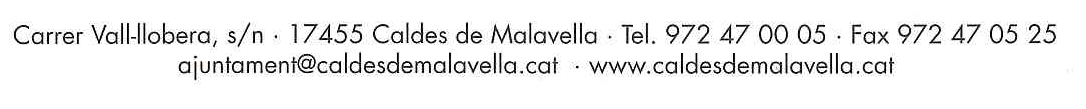 Carrer Vall-llobera, s/n · 17455 Caldes de Malavella · Tel. 972 47 00 05 · Fax 972 47 05 25
ajuntament@caldesdemalavella.cat · www.caldesdemalavella.cat